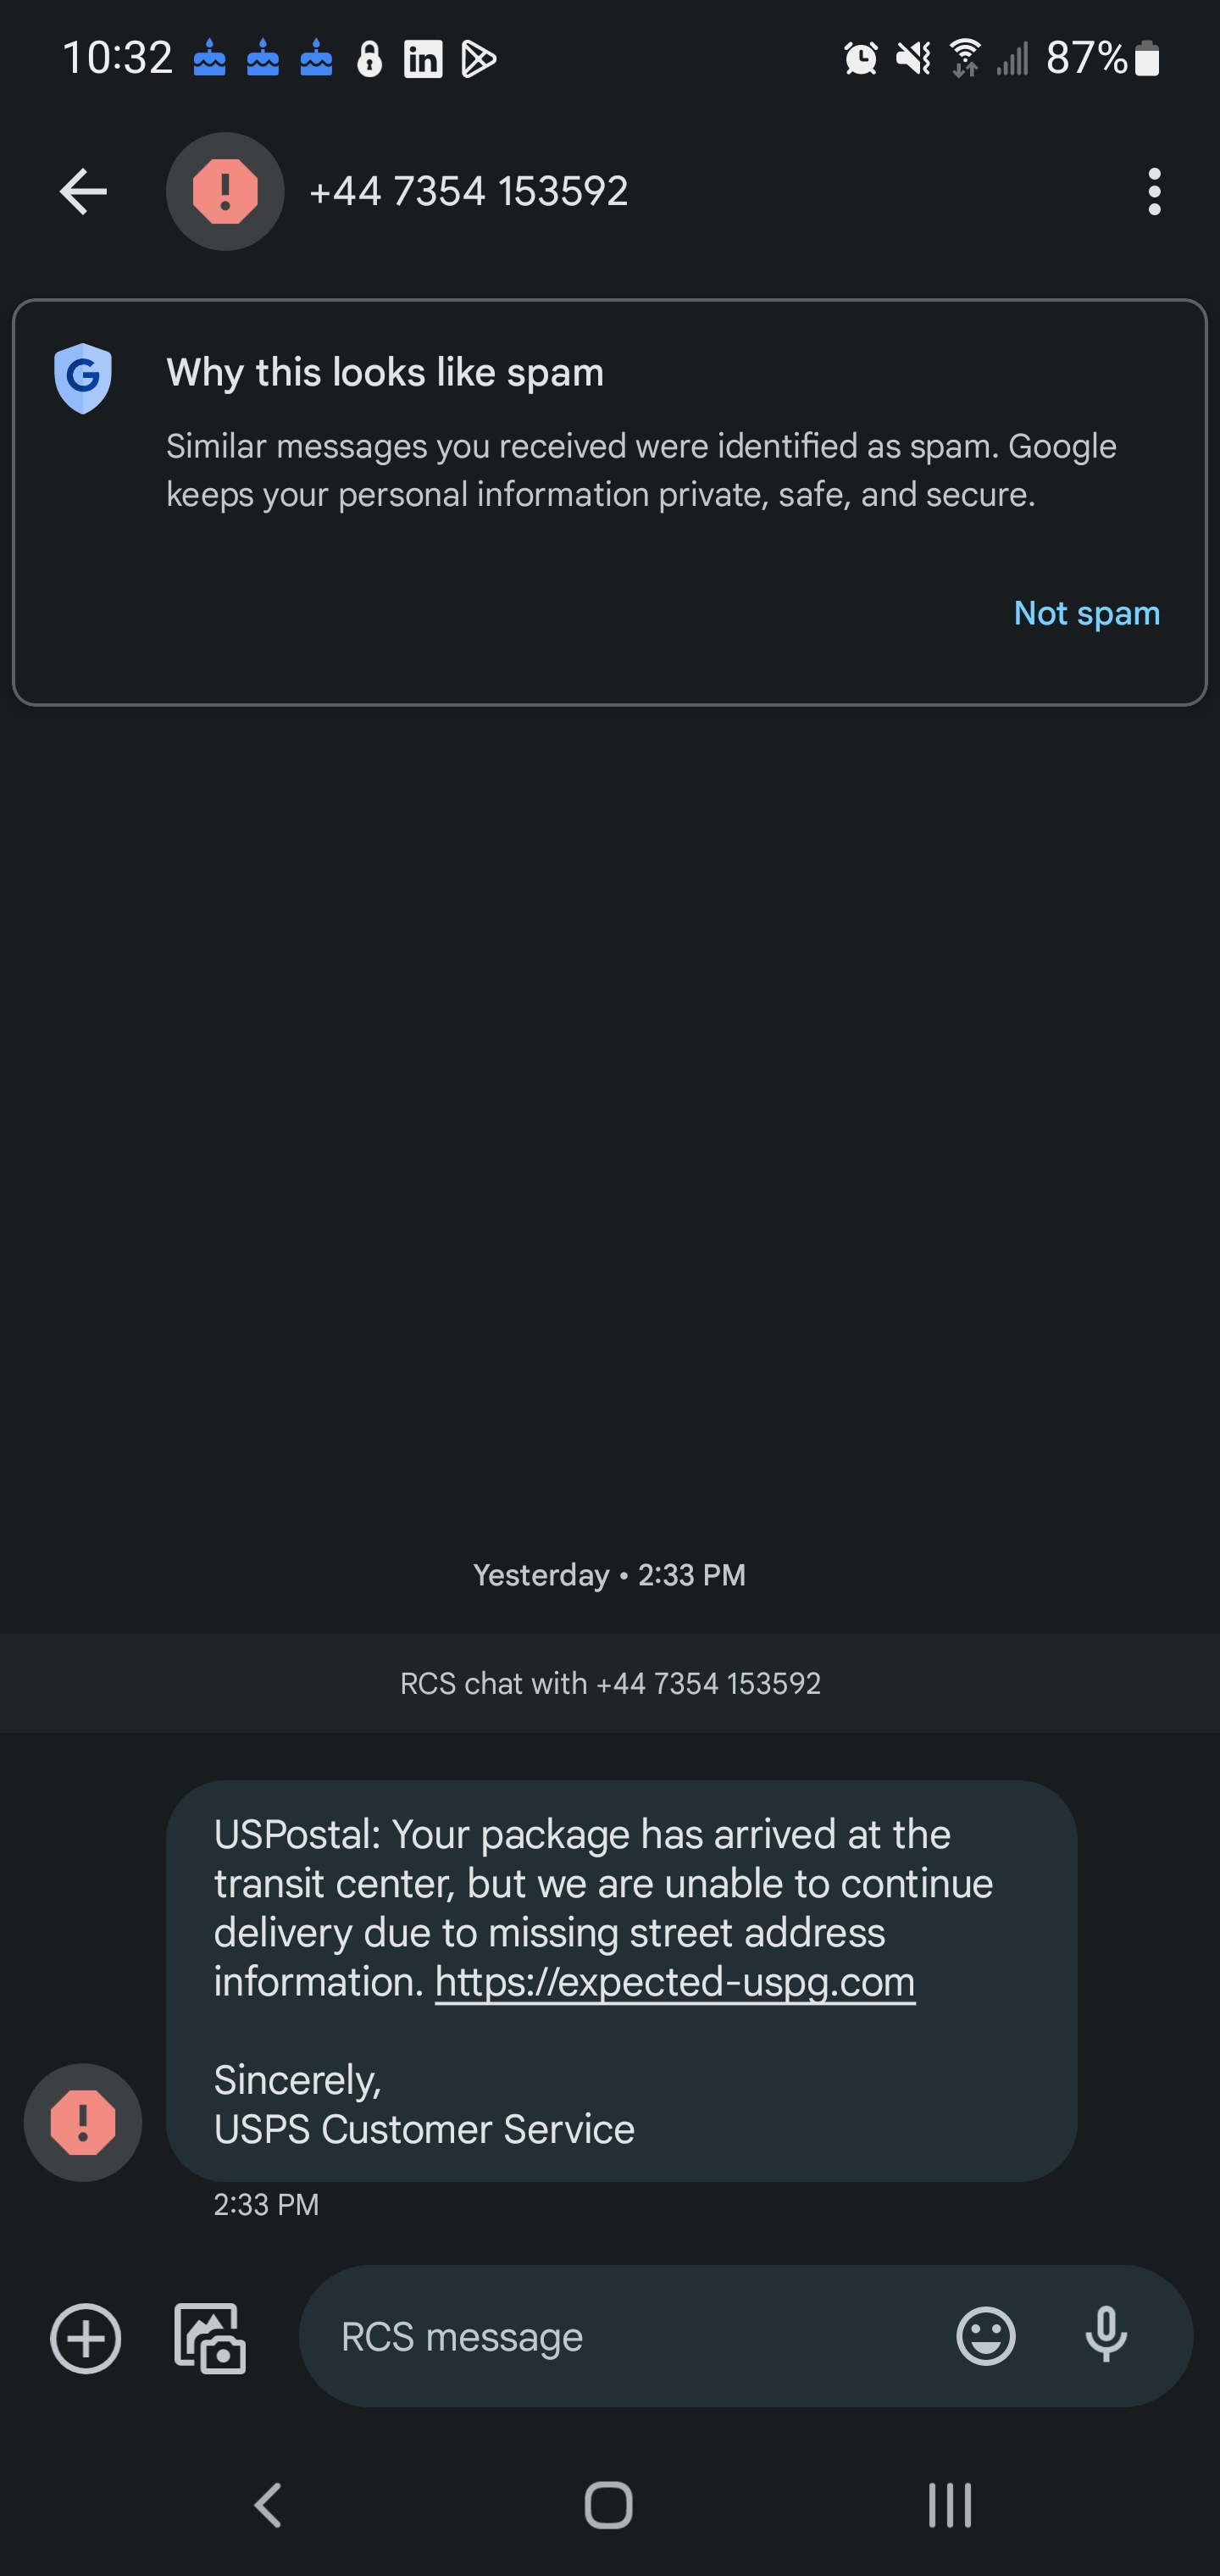 10:32
in
87%
+44 7354 153592
G
Why this looks like spam
Similar messages you received were identified as spam. Google
keeps your personal information private, safe, and secure.
Not spam
Yesterday • 2:33 PM
RCS chat with +44 7354 153592
USPostal: Your package has arrived at the
transit center, but we are unable to continue
delivery due to missing street address
information. https://expected-uspg.com
Sincerely,
USPS Customer Service
2:33 PM
RCS message